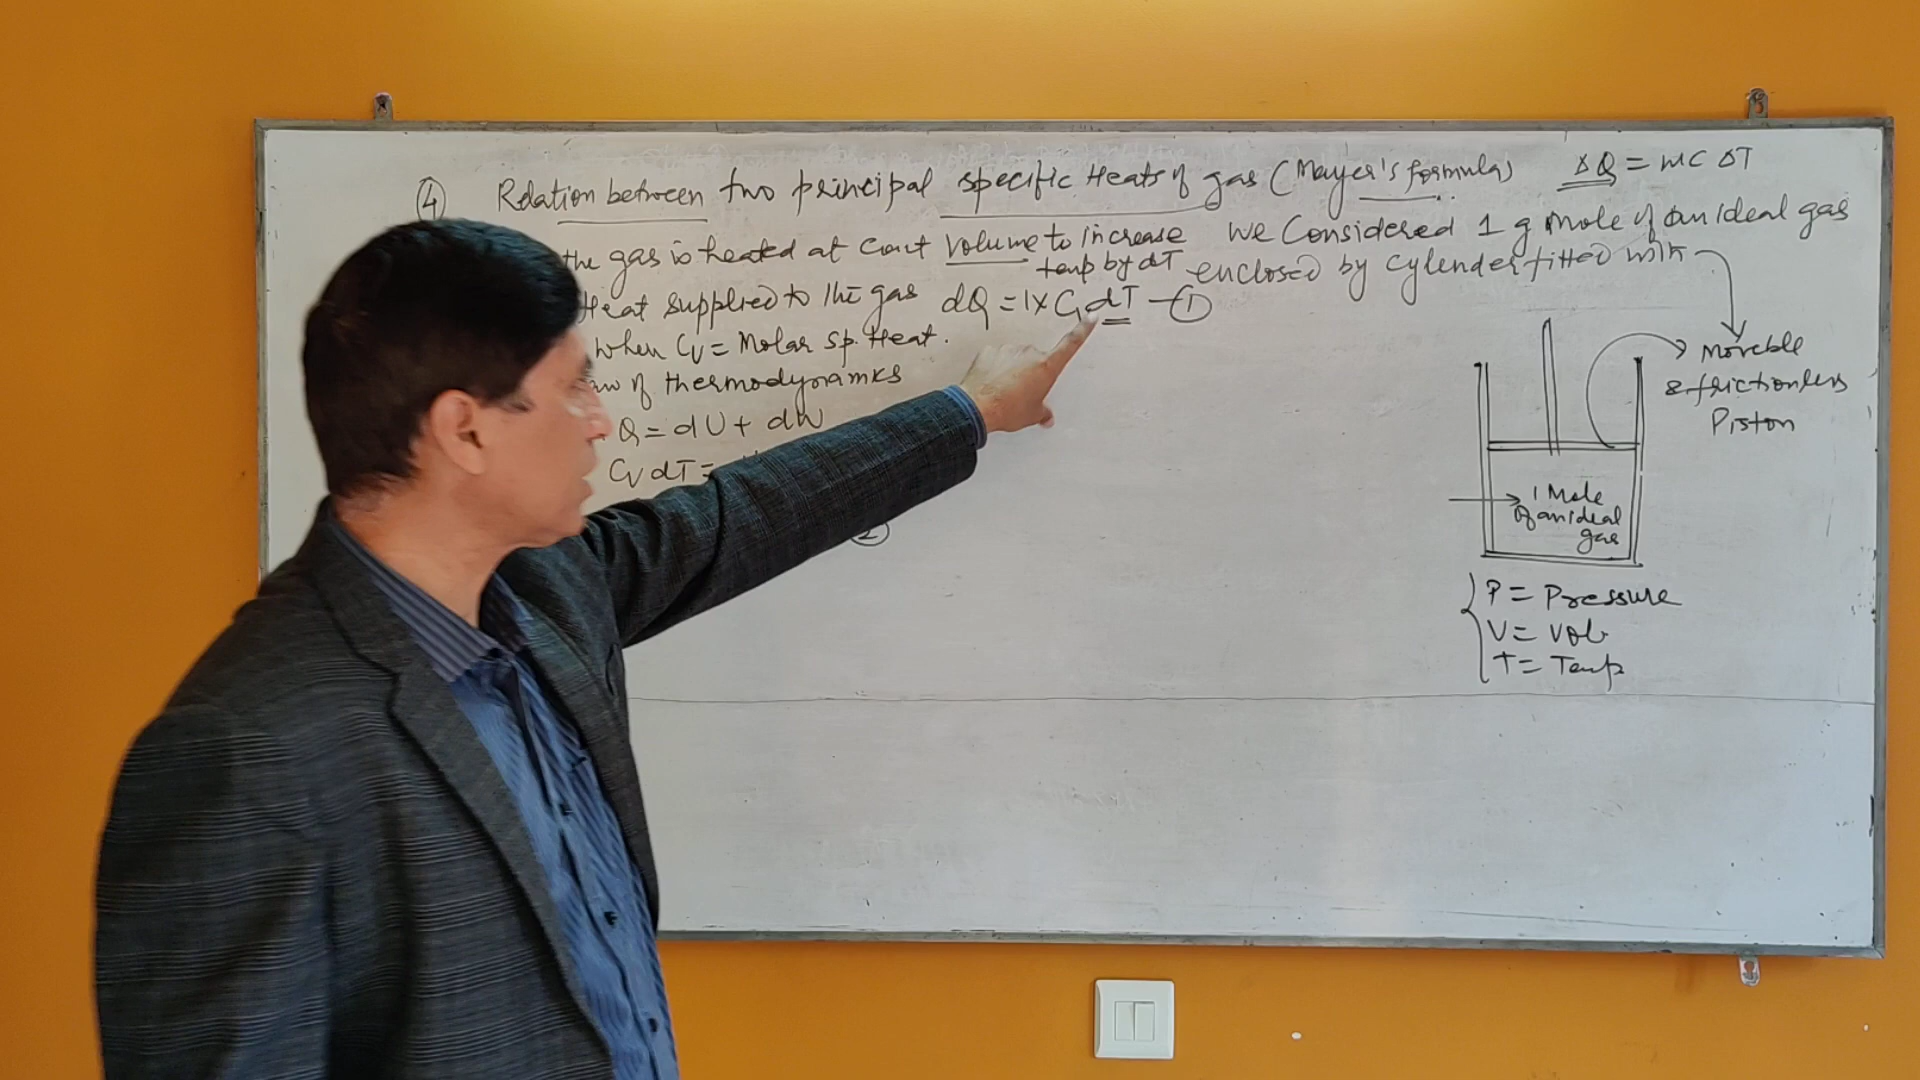 ④ Relation between two principal specific Heats of gas (Mayer's formula) ΔQ = mC ΔT
the gas is heated at const volume to increase
temp by dT
Heat supplied to the gas dQ = 1 × Cv dT — ①
when Cv = Molar Sp. Heat.
of thermodynamics
Q = dU + dW
Cv dT =
②
We Considered 1 g mole of an Ideal gas
enclosed by Cylender fitted with
Moveble
& frictionless
Piston
1 Mole
of an ideal
gas
P = Pressure
V = Vol
T = Temp